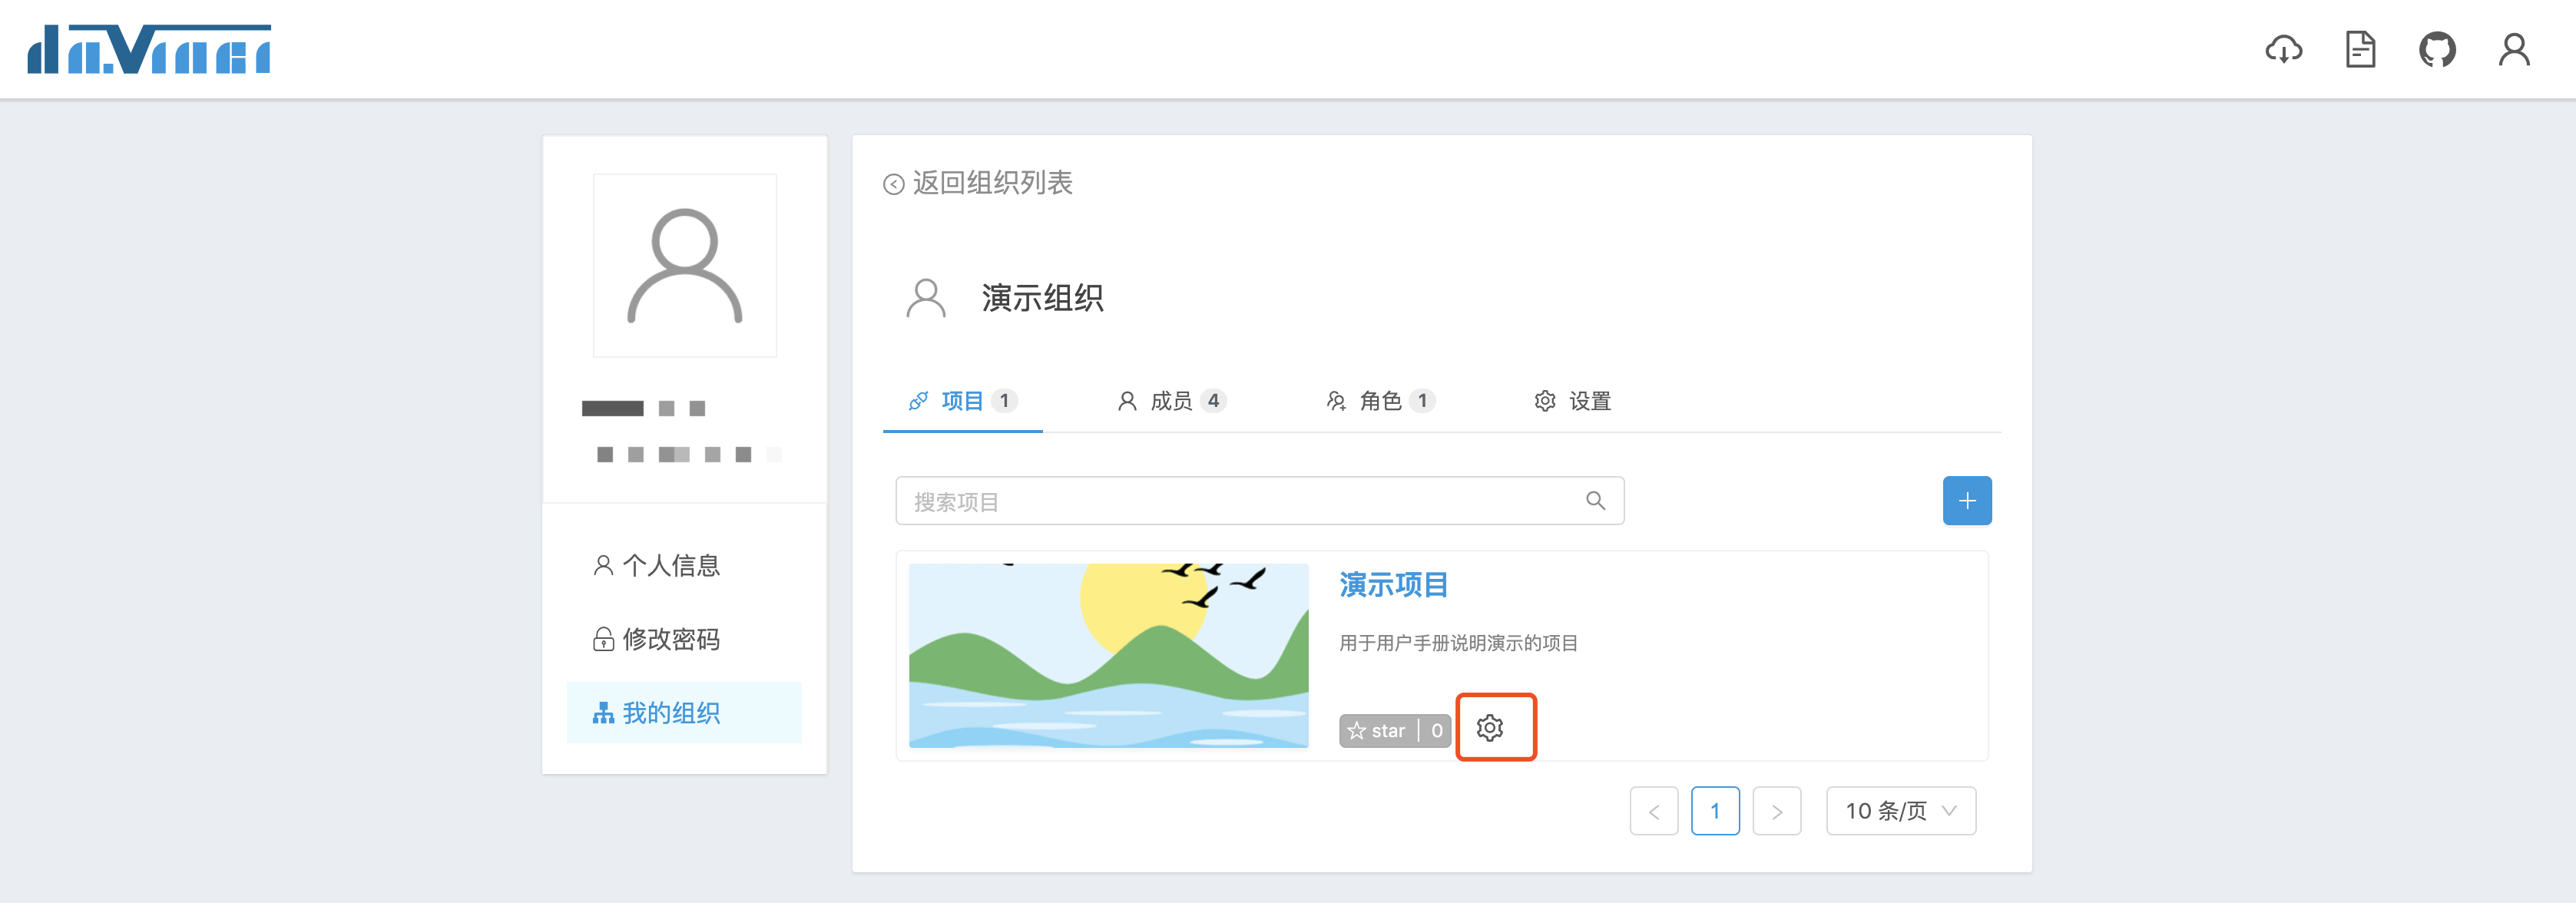 davinci
个人信息
修改密码
我的组织
返回组织列表
演示组织
项目 1 成员 4 角色 1 设置
搜索项目
演示项目
用于用户手册说明演示的项目
star 0
1 10 条/页